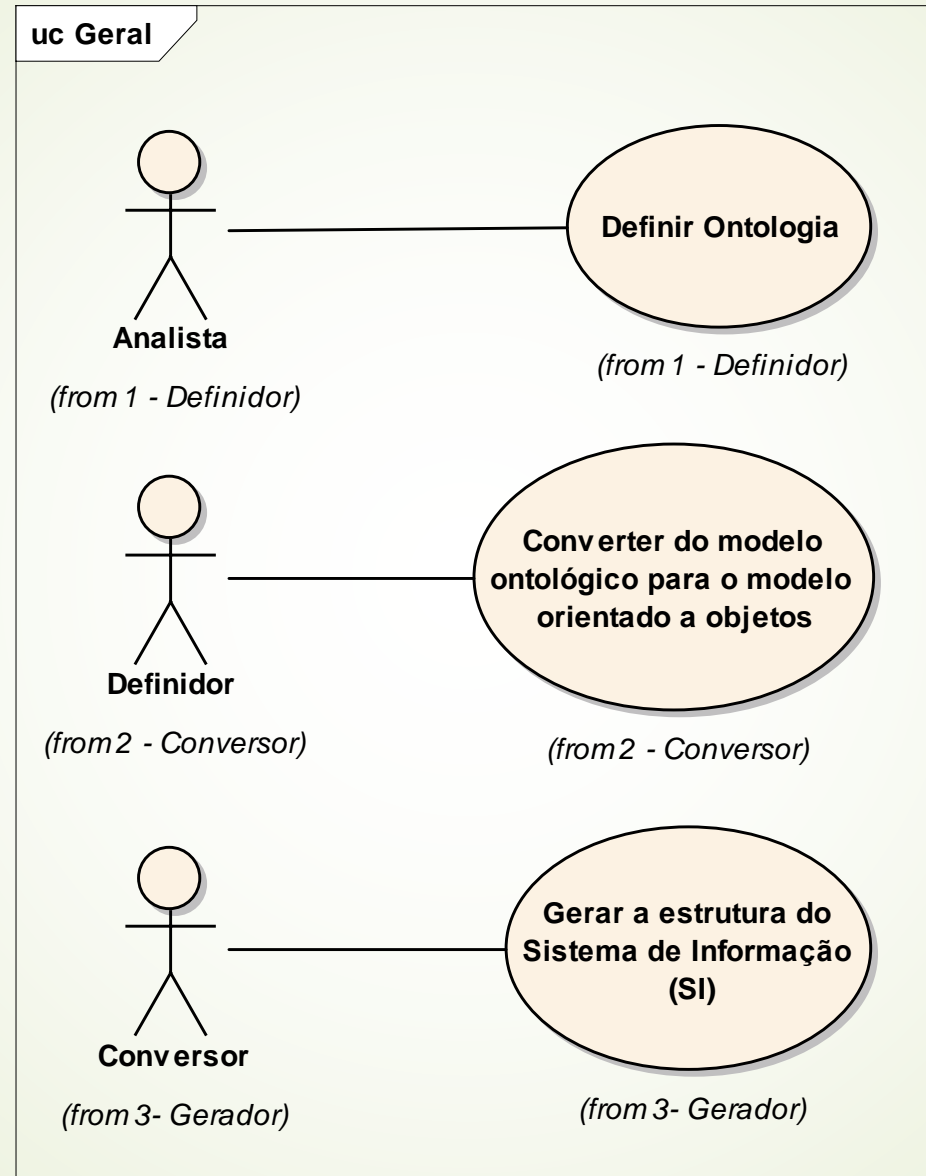 uc Geral
Analista
(from 1 - Definidor)
Definir Ontologia
(from 1 - Definidor)
Definidor
(from 2 - Conversor)
Converter do modelo
ontológico para o modelo
orientado a objetos
(from 2 - Conversor)
Conversor
(from 3- Gerador)
Gerar a estrutura do
Sistema de Informação
(SI)
(from 3- Gerador)